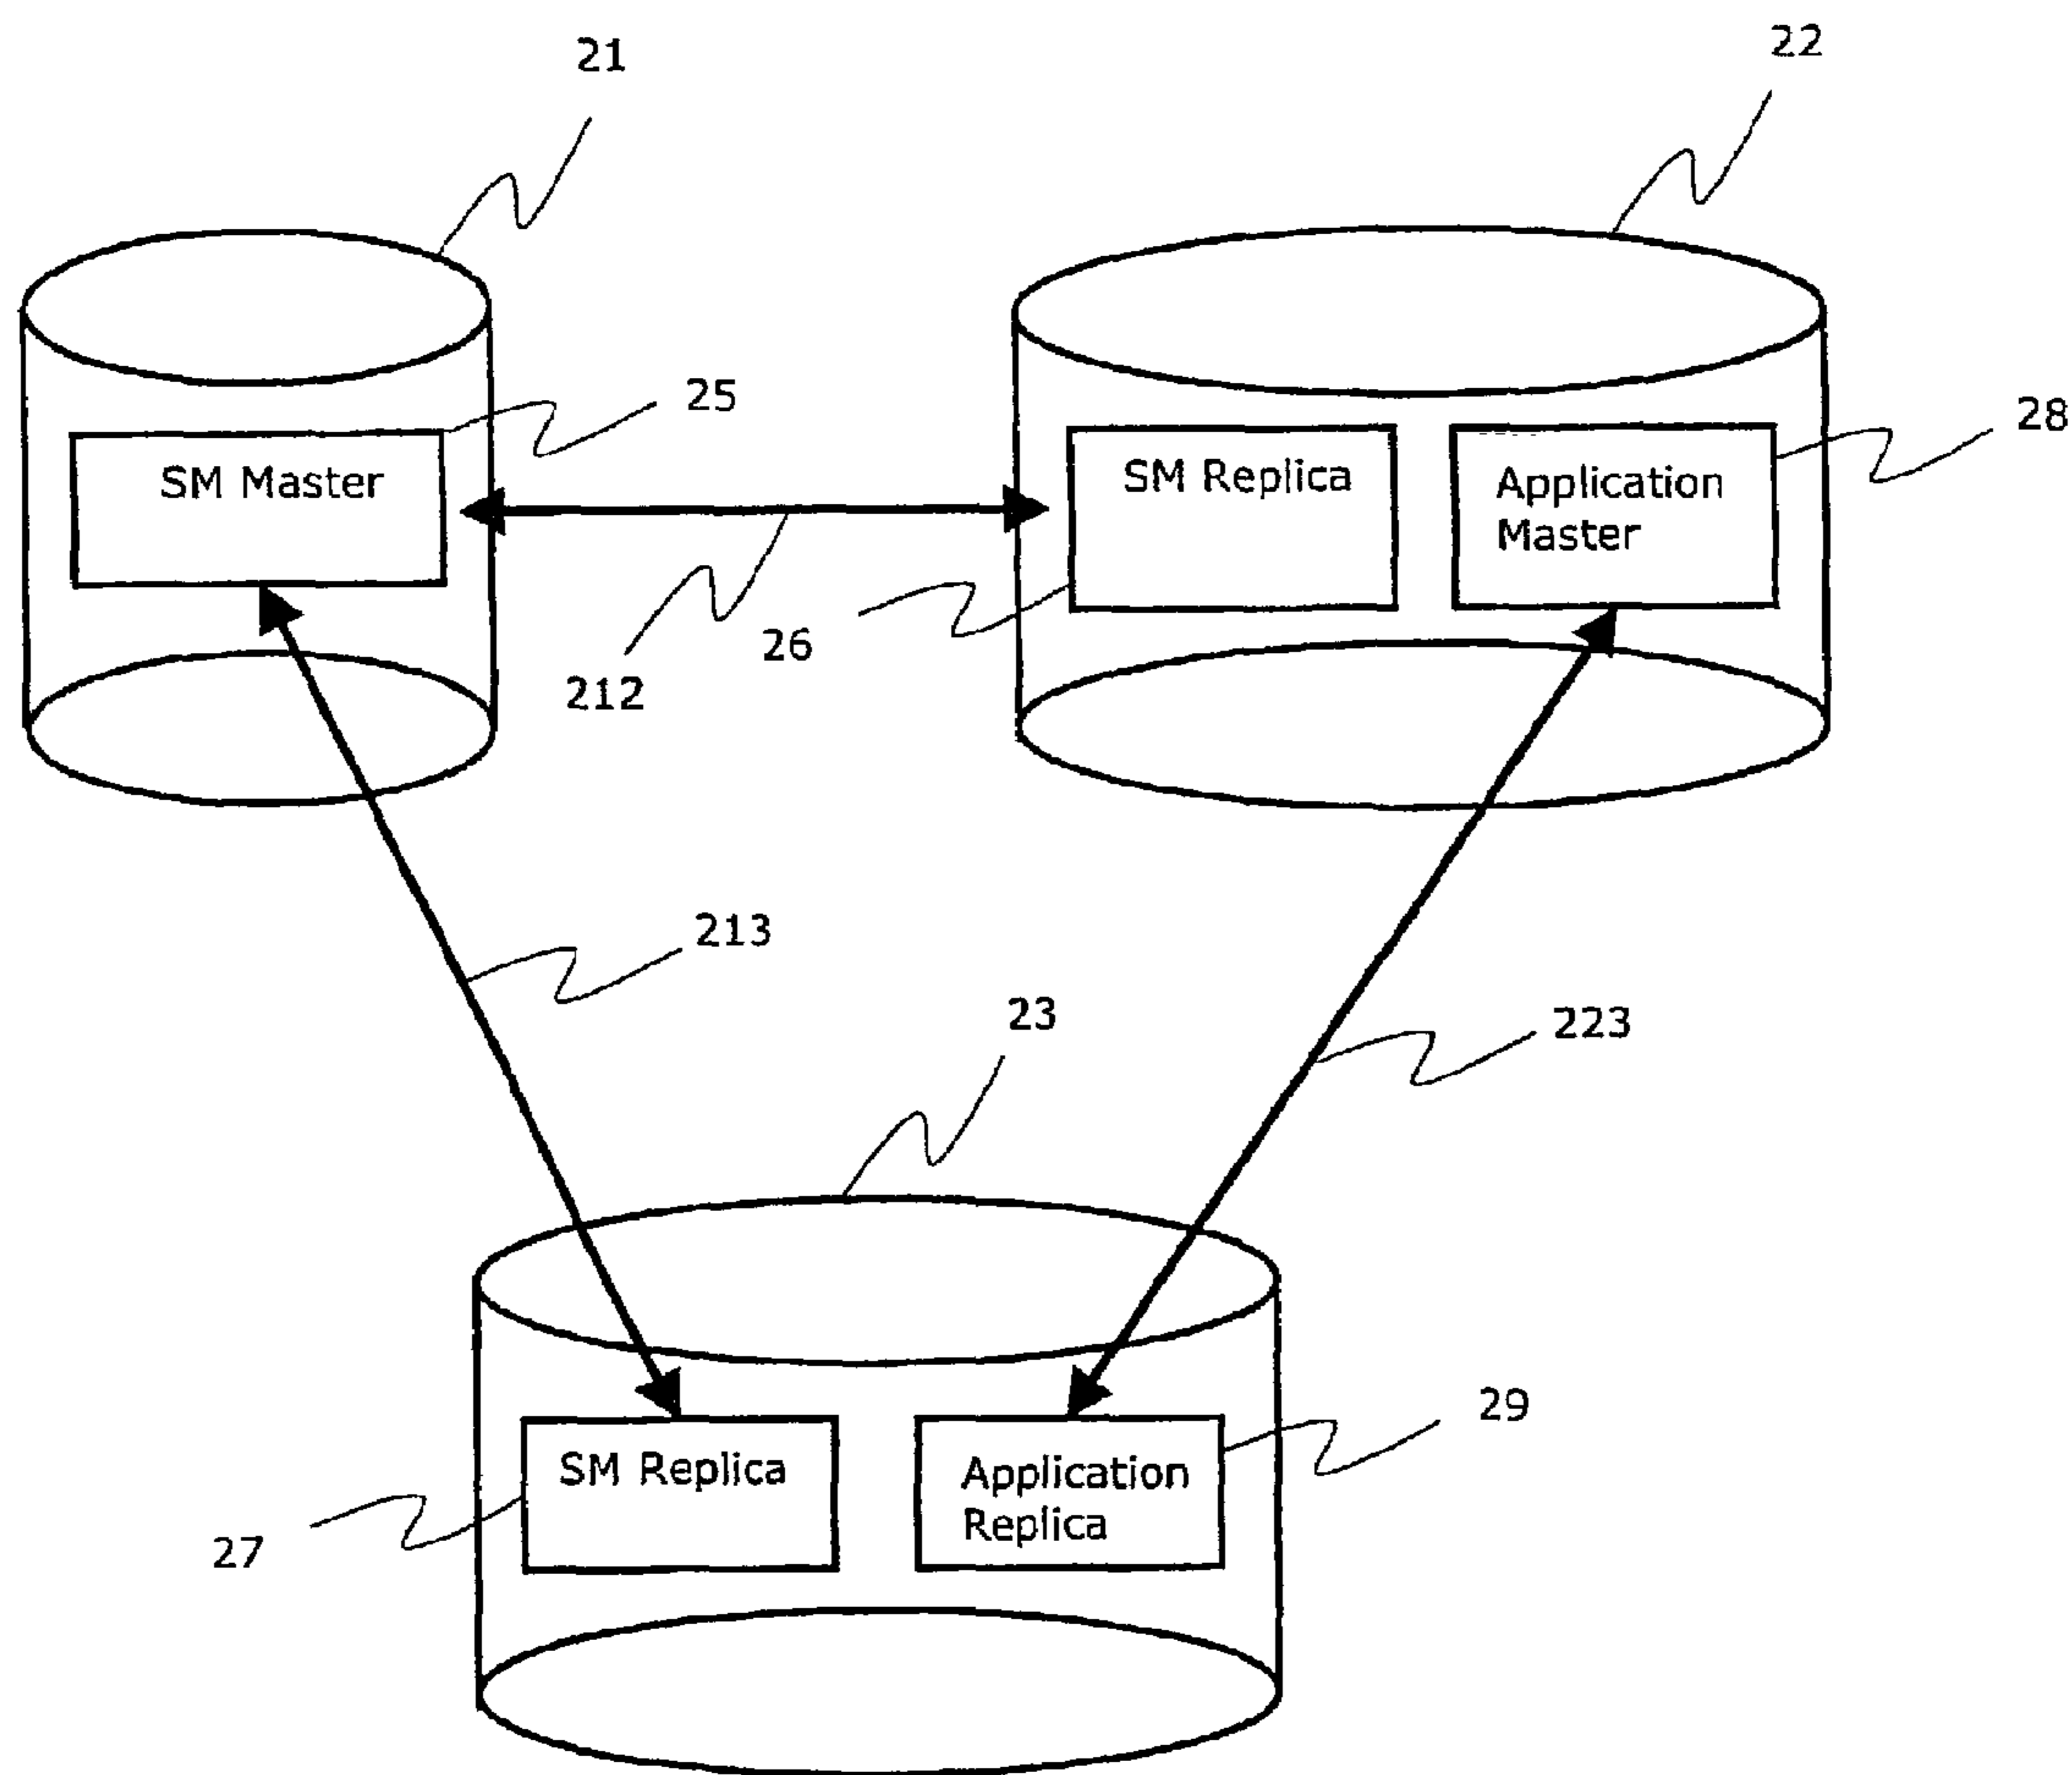 21
22
25
28
SM Master
SM Replica
Application
Master
26
212
213
23
223
29
SM Replica
Application
Replica
27